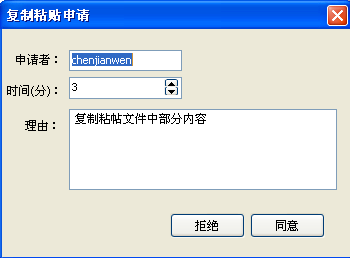 复制粘贴申请
申请者： chenjianwen
时间(分)： 3
理由： 复制粘帖文件中部分内容
拒绝 同意